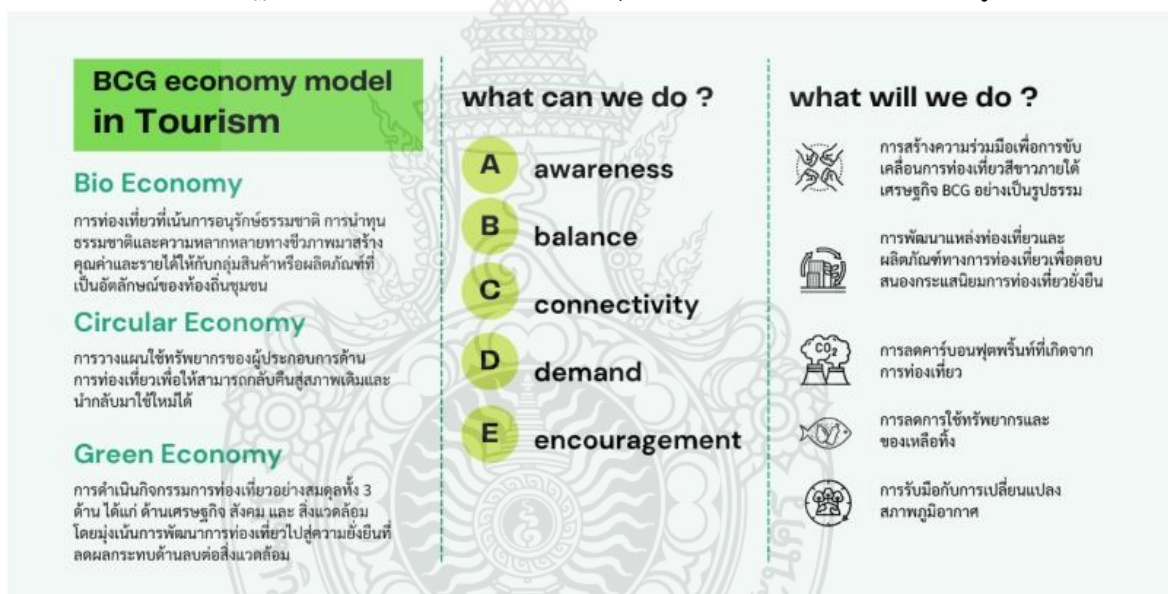 BCG economy model
in Tourism
Bio Economy
การท่องเที่ยวที่เน้นการอนุรักษ์ธรรมชาติ การนำทุน
ธรรมชาติและความหลากหลายทางชีวภาพมาสร้าง
คุณค่าและรายได้ให้กับกลุ่มสินค้าหรือผลิตภัณฑ์ที่
เป็นอัตลักษณ์ของท้องถิ่นชุมชน
Circular Economy
การวางแผนใช้ทรัพยากรของผู้ประกอบการด้าน
การท่องเที่ยวเพื่อให้สามารถกลับคืนสู่สภาพเดิมและ
นำกลับมาใช้ใหม่ได้
Green Economy
การดำเนินกิจกรรมการท่องเที่ยวอย่างสมดุลทั้ง 3
ด้าน ได้แก่ ด้านเศรษฐกิจ สังคม และ สิ่งแวดล้อม
โดยมุ่งเน้นการพัฒนาการท่องเที่ยวไปสู่ความยั่งยืนที่
ลดผลกระทบด้านลบต่อสิ่งแวดล้อม
what can we do ?
A awareness
B balance
C connectivity
D demand
E encouragement
what will we do ?
การสร้างความร่วมมือเพื่อการขับ
เคลื่อนการท่องเที่ยวสีขาวภายใต้
เศรษฐกิจ BCG อย่างเป็นรูปธรรม
การพัฒนาแหล่งท่องเที่ยวและ
ผลิตภัณฑ์ทางการท่องเที่ยวเพื่อตอบ
สนองกระแสนิยมการท่องเที่ยวยั่งยืน
CO2
การลดคาร์บอนฟุตพริ้นท์ที่เกิดจาก
การท่องเที่ยว
การลดการใช้ทรัพยากรและ
ของเหลือทิ้ง
การรับมือกับการเปลี่ยนแปลง
สภาพภูมิอากาศ